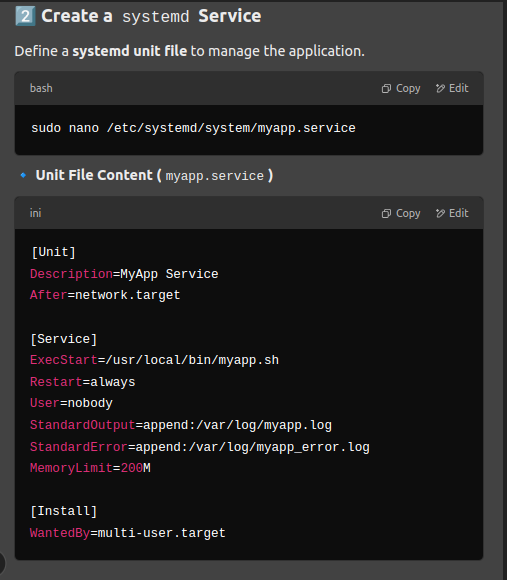 2 Create a systemd Service
Define a systemd unit file to manage the application.
bash Copy Edit
sudo nano /etc/systemd/system/myapp.service
Unit File Content ( myapp.service )
ini Copy Edit
[Unit]
Description=MyApp Service
After=network.target
[Service]
ExecStart=/usr/local/bin/myapp.sh
Restart=always
User=nobody
StandardOutput=append:/var/log/myapp.log
StandardError=append:/var/log/myapp_error.log
MemoryLimit=200M
[Install]
WantedBy=multi-user.target